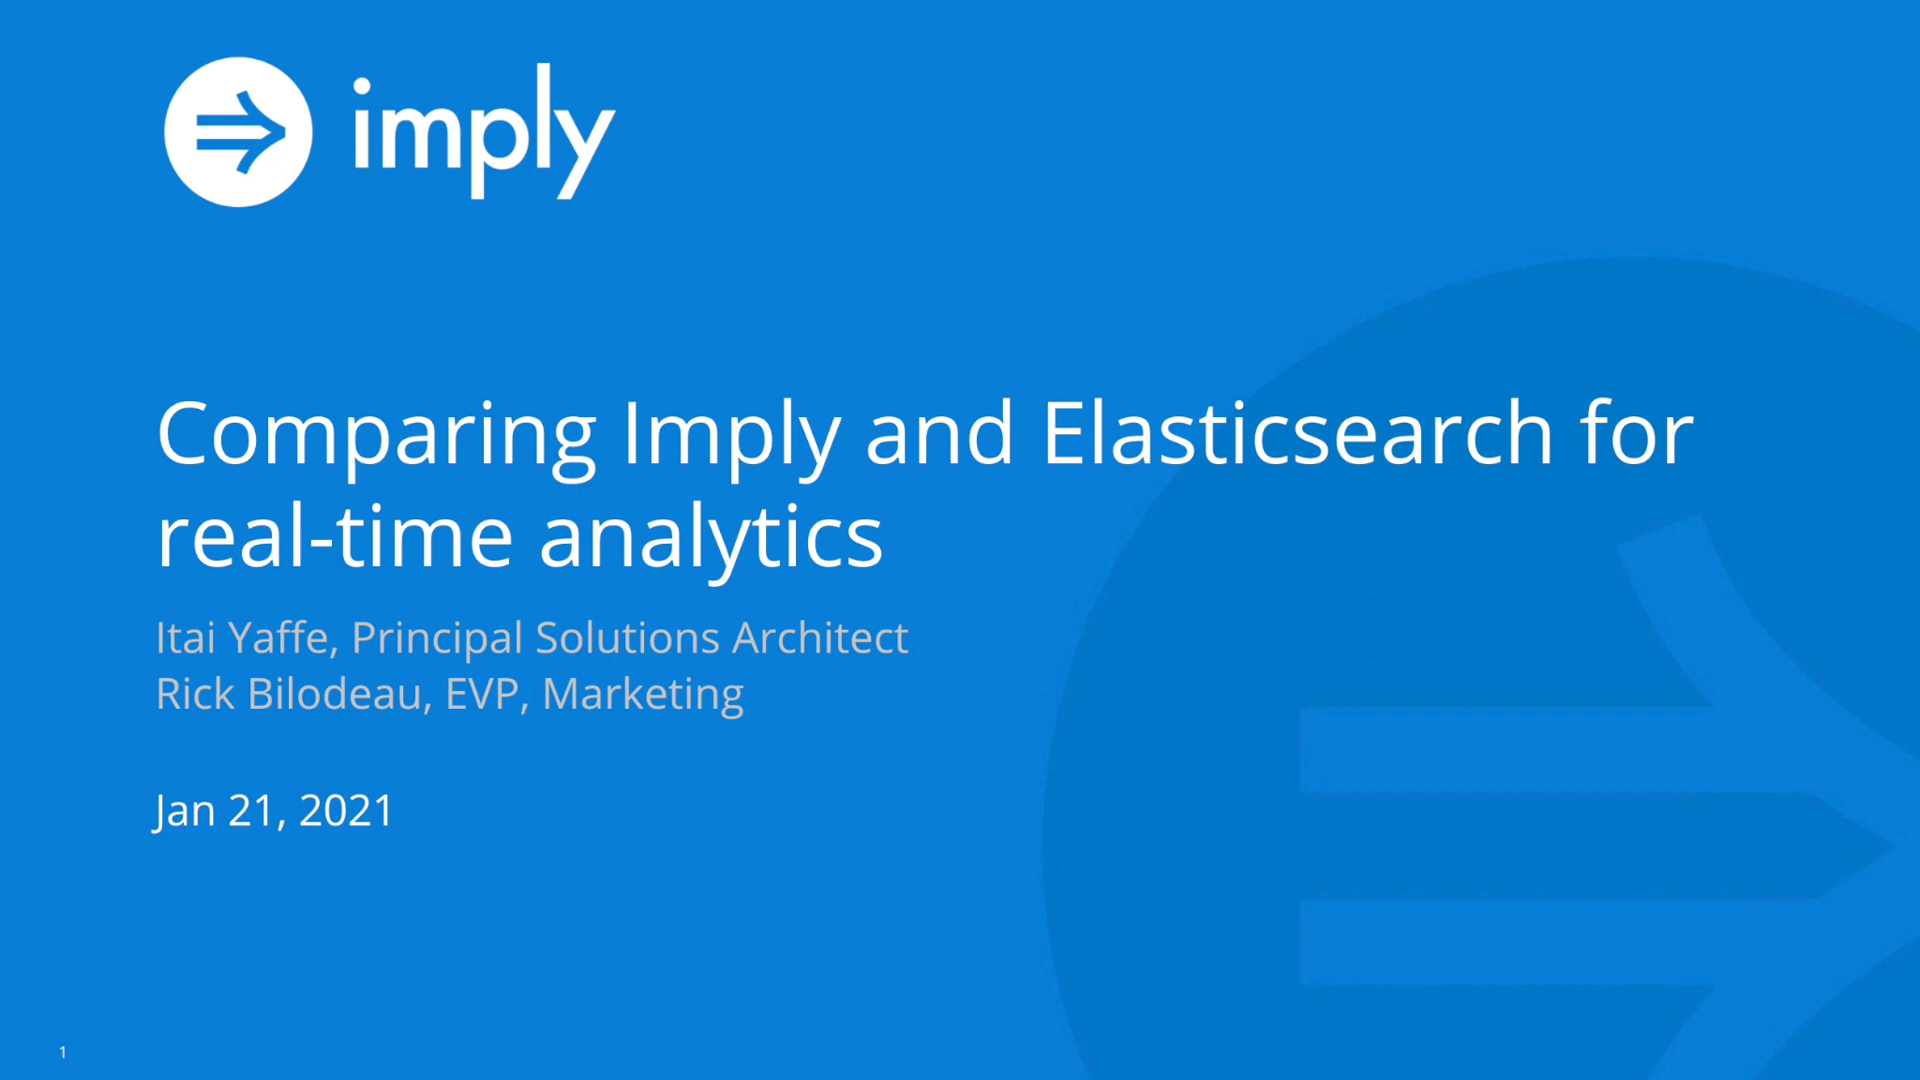 imply
Comparing Imply and Elasticsearch for
real-time analytics
Itai Yaffe, Principal Solutions Architect
Rick Bilodeau, EVP, Marketing
Jan 21, 2021
1